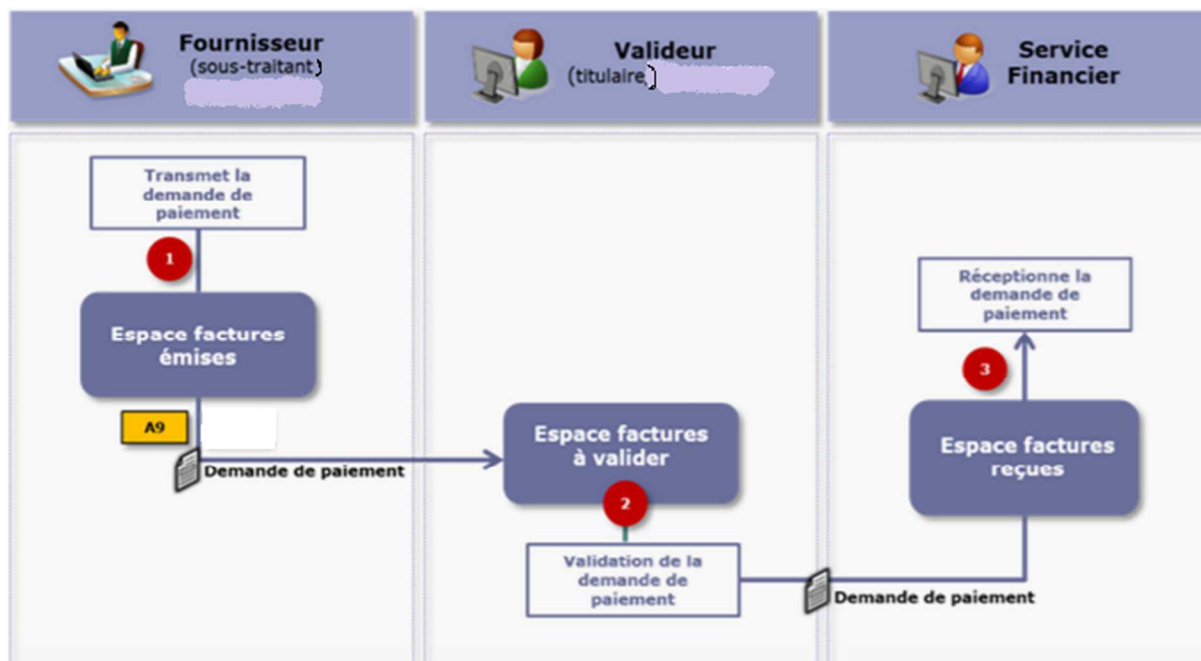 Fournisseur
(sous-traitant)
Valideur
(titulaire)
Service
Financier
Transmet la
demande de
paiement
1
Espace factures
émises
A9
Demande de paiement
Espace factures
à valider
2
Validation de la
demande de
paiement
Demande de paiement
Réceptionne la
demande de
paiement
3
Espace factures
reçues